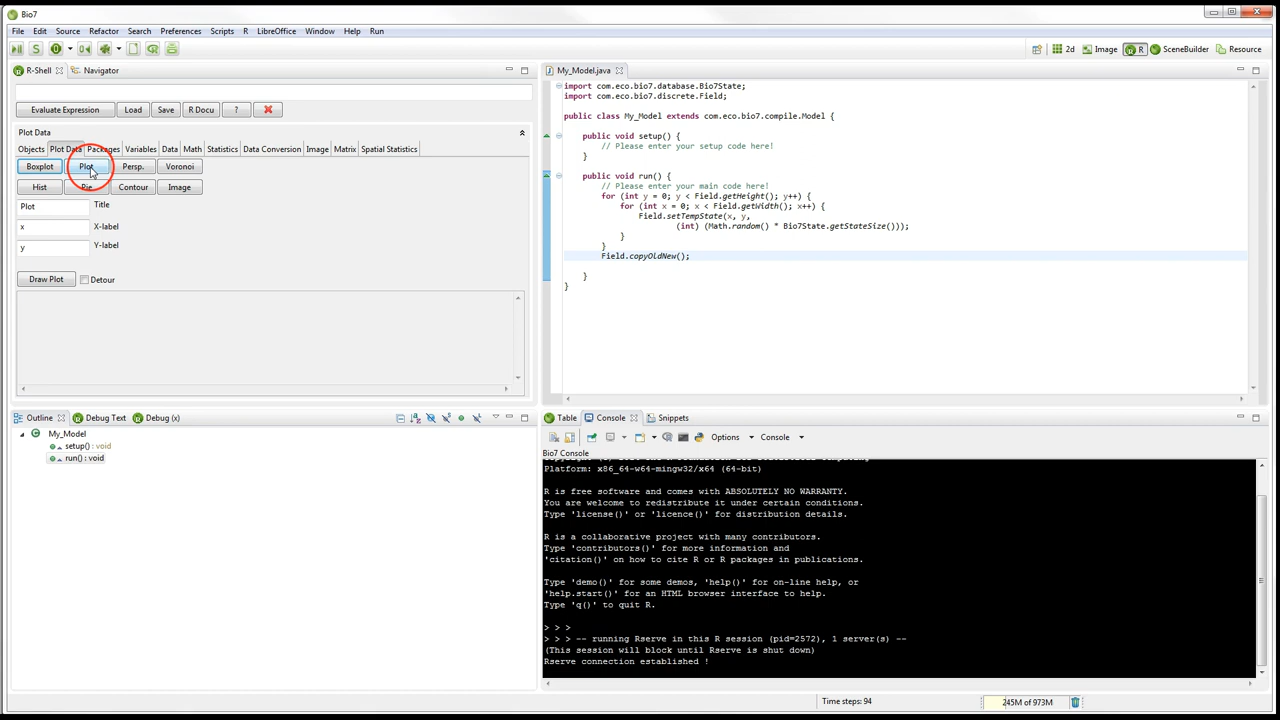 Bio7
File Edit Source Refactor Search Preferences Scripts R LibreOffice Window Help Run
2d Image R SceneBuilder Resource
R-Shell Navigator
Evaluate Expression Load Save R Docu ?
Plot Data
Objects Plot Data Packages Variables Data Math Statistics Data Conversion Image Matrix Spatial Statistics
Boxplot Plot Persp. Voronoi
Hist Pie Contour Image
Plot Title
x X-label
y Y-label
Draw Plot Detour
My_Model.java
import com.eco.bio7.database.Bio7State;
import com.eco.bio7.discrete.Field;
public class My_Model extends com.eco.bio7.compile.Model {
public void setup() {
// Please enter your setup code here!
}
public void run() {
// Please enter your main code here!
for (int y = 0; y < Field.getHeight(); y++) {
for (int x = 0; x < Field.getWidth(); x++) {
Field.setTempState(x, y,
(int) (Math.random() * Bio7State.getStateSize()));
}
}
Field.copyOldNew();
}
}
Outline Debug Text Debug (x)
My_Model
setup() : void
run() : void
Table Console Snippets
Options Console
Bio7 Console
Platform: x86_64-w64-mingw32/x64 (64-bit)
R is free software and comes with ABSOLUTELY NO WARRANTY.
You are welcome to redistribute it under certain conditions.
Type 'license()' or 'licence()' for distribution details.
R is a collaborative project with many contributors.
Type 'contributors()' for more information and
'citation()' on how to cite R or R packages in publications.
Type 'demo()' for some demos, 'help()' for on-line help, or
'help.start()' for an HTML browser interface to help.
Type 'q()' to quit R.
> > >
> > > -- running Rserve in this R session (pid=2572), 1 server(s) --
(This session will block until Rserve is shut down)
Rserve connection established !
Time steps: 94
245M of 973M